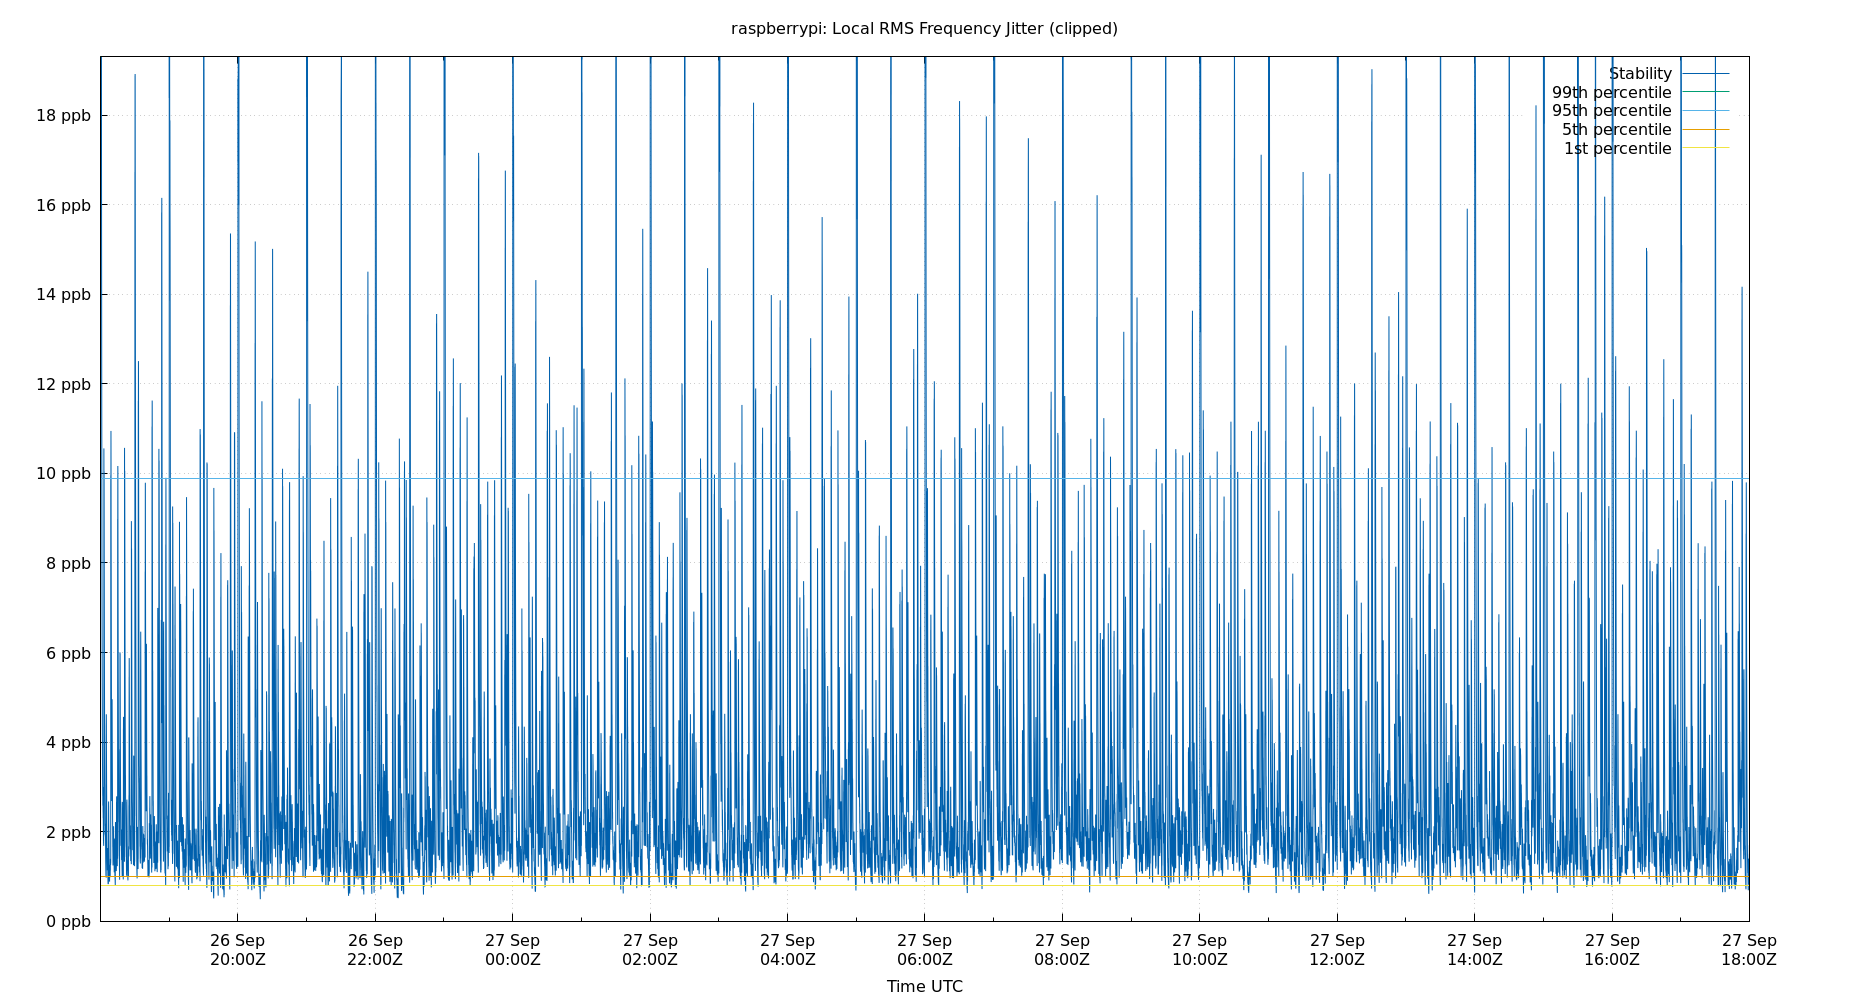 raspberrypi: Local RMS Frequency Jitter (clipped)
Stability
99th percentile
95th percentile
5th percentile
1st percentile
18 ppb
16 ppb
14 ppb
12 ppb
10 ppb
8 ppb
6 ppb
4 ppb
2 ppb
0 ppb
26 Sep 26 Sep 27 Sep 27 Sep 27 Sep 27 Sep 27 Sep 27 Sep 27 Sep 27 Sep 27 Sep 27 Sep
20:00Z 22:00Z 00:00Z 02:00Z 04:00Z 06:00Z 08:00Z 10:00Z 12:00Z 14:00Z 16:00Z 18:00Z
Time UTC